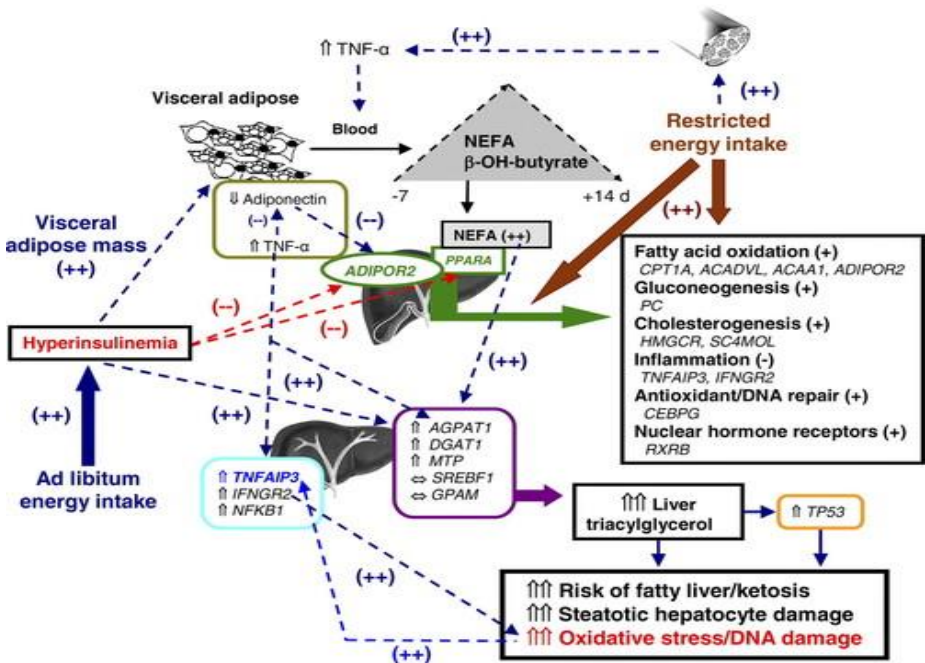 ⇑ TNF-α
(++)
(++)
Visceral adipose
Blood
NEFA
β-OH-butyrate
-7
+14 d
Restricted
energy intake
(++)
⇓ Adiponectin
(--)
⇑ TNF-α
(--)
NEFA (++)
PPARA
ADIPOR2
Visceral
adipose mass
(++)
(--)
(--)
Hyperinsulinemia
Fatty acid oxidation (+)
CPT1A, ACADVL, ACAA1, ADIPOR2
Gluconeogenesis (+)
PC
Cholesterogenesis (+)
HMGCR, SC4MOL
Inflammation (-)
TNFAIP3, IFNGR2
Antioxidant/DNA repair (+)
CEBPG
Nuclear hormone receptors (+)
RXRB
(++)
(++)
(++)
(++)
Ad libitum
energy intake
⇑ TNFAIP3
⇑ IFNGR2
⇑ NFKB1
⇑ AGPAT1
⇑ DGAT1
⇑ MTP
⇔ SREBF1
⇔ GPAM
⇑⇑ Liver
triacylglycerol
⇑ TP53
(++)
(++)
⇑⇑ Risk of fatty liver/ketosis
⇑⇑ Steatotic hepatocyte damage
⇑⇑ Oxidative stress/DNA damage